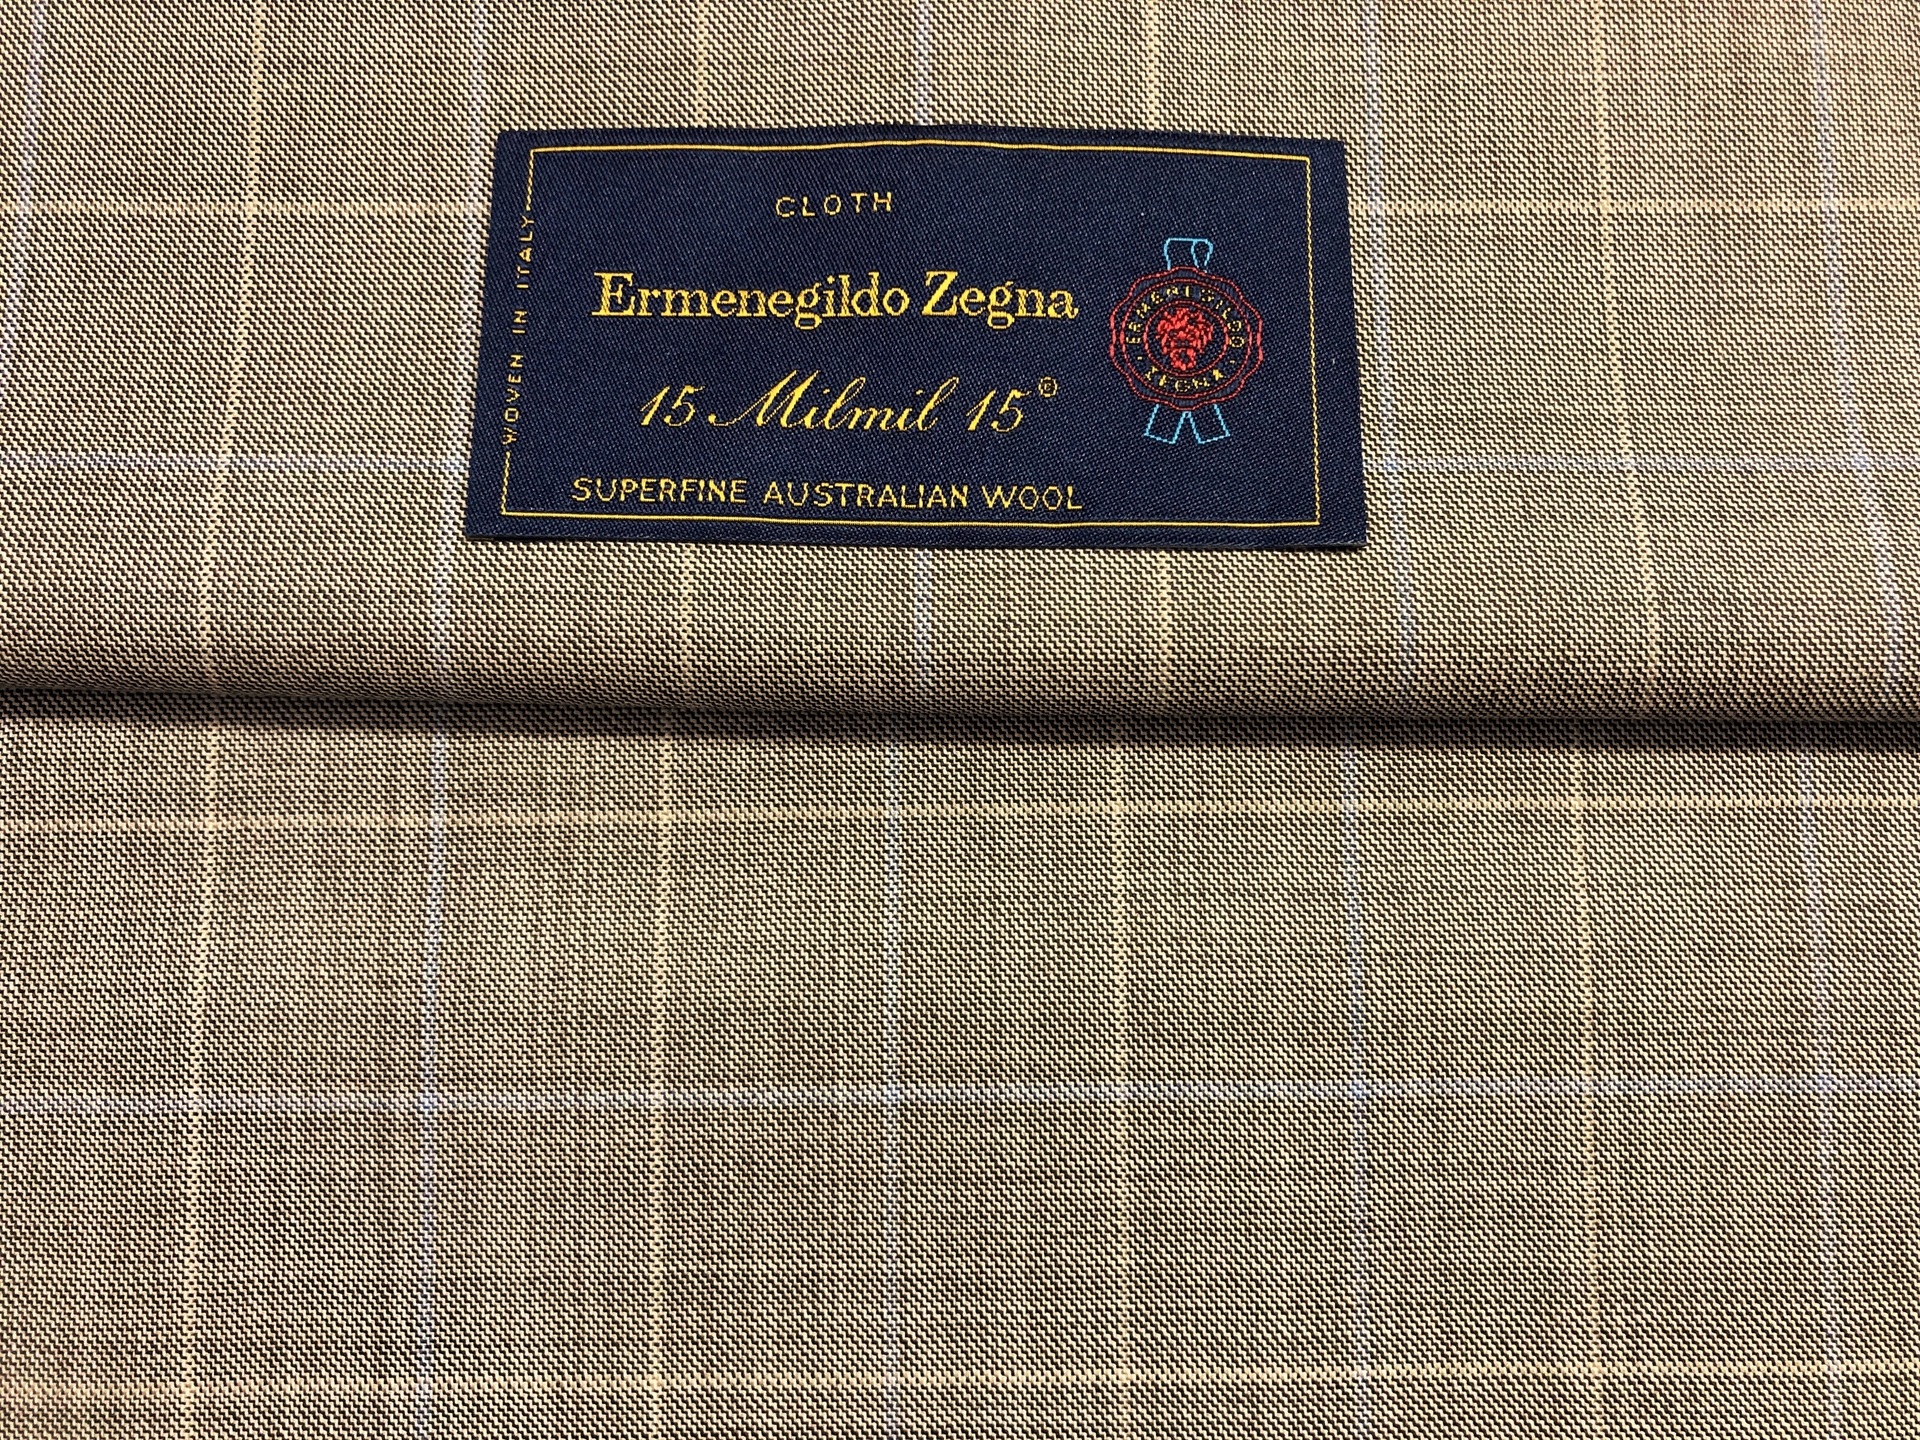 CLOTH
Ermenegildo Zegna
15 Milmil 15®
SUPERFINE AUSTRALIAN WOOL
WOVEN IN ITALY
ERMENEGILDO
ZEGNA